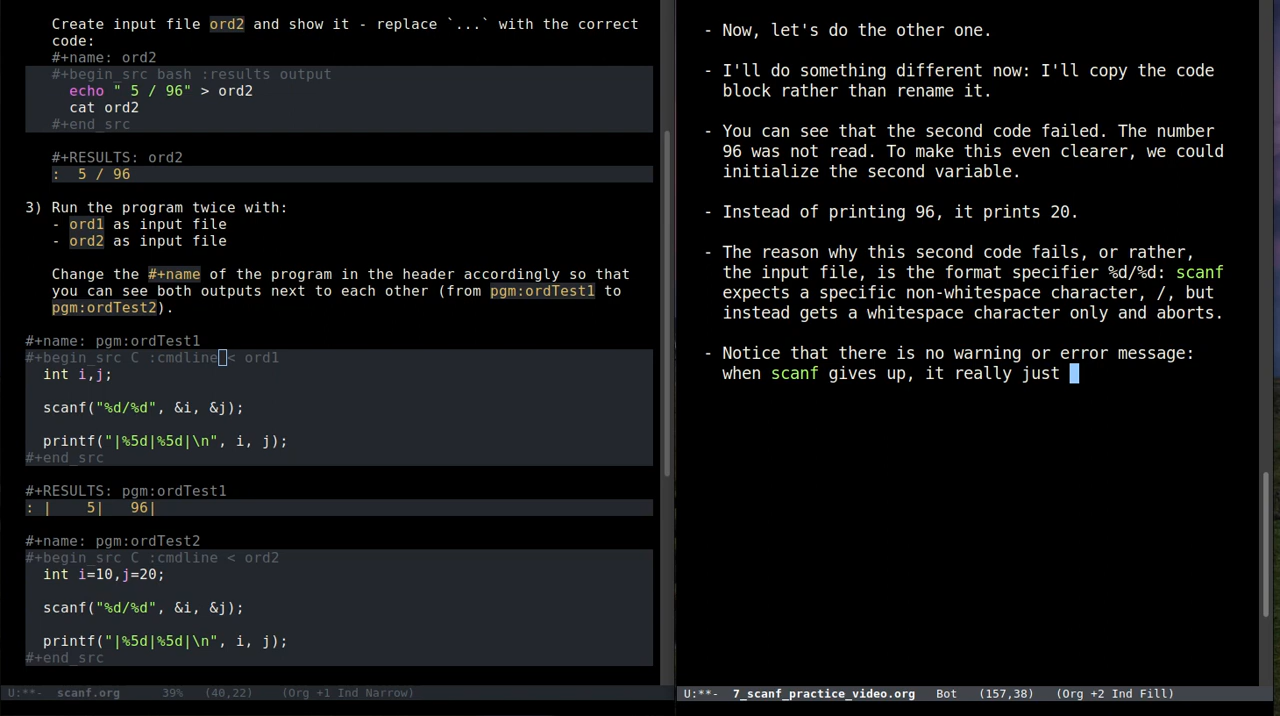 Create input file ord2 and show it - replace `...` with the correct
code:
#+name: ord2
#+begin_src bash :results output
echo " 5 / 96" > ord2
cat ord2
#+end_src
#+RESULTS: ord2
:  5 / 96
3) Run the program twice with:
- ord1 as input file
- ord2 as input file
Change the #+name of the program in the header accordingly so that
you can see both outputs next to each other (from pgm:ordTest1 to
pgm:ordTest2).
#+name: pgm:ordTest1
#+begin_src C :cmdline < ord1
int i,j;
scanf("%d/%d", &i, &j);
printf("|%5d|%5d|\n", i, j);
#+end_src
#+RESULTS: pgm:ordTest1
: |    5|   96|
#+name: pgm:ordTest2
#+begin_src C :cmdline < ord2
int i=10,j=20;
scanf("%d/%d", &i, &j);
printf("|%5d|%5d|\n", i, j);
#+end_src
U:**-  scanf.org     39%  (40,22)   (Org +1 Ind Narrow)
- Now, let's do the other one.
- I'll do something different now: I'll copy the code
block rather than rename it.
- You can see that the second code failed. The number
96 was not read. To make this even clearer, we could
initialize the second variable.
- Instead of printing 96, it prints 20.
- The reason why this second code fails, or rather,
the input file, is the format specifier %d/%d: scanf
expects a specific non-whitespace character, /, but
instead gets a whitespace character only and aborts.
- Notice that there is no warning or error message:
when scanf gives up, it really just
U:**-  7_scanf_practice_video.org   Bot   (157,38)   (Org +2 Ind Fill)